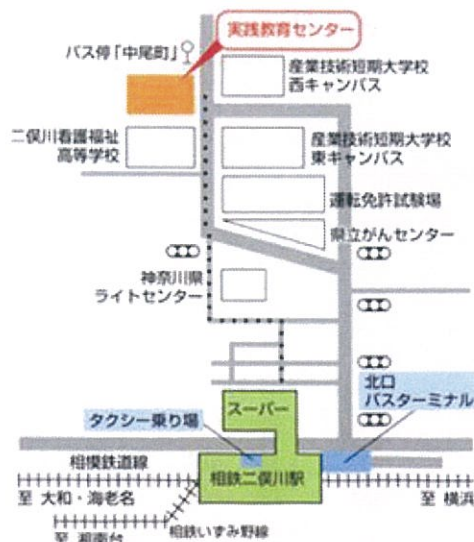 実践教育センター
バス停「中尾町」
産業技術短期大学校
西キャンパス
二俣川看護福祉
高等学校
産業技術短期大学校
東キャンパス
運転免許試験場
県立がんセンター
神奈川県
ライトセンター
北口
バスターミナル
スーパー
タクシー乗り場
相模鉄道線
相鉄二俣川駅
至 大和・海老名
至 横浜
相鉄いずみ野線
至 湘南台